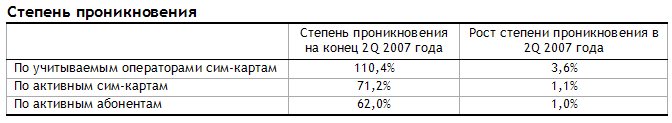 Степень проникновения
Степень проникновения на конец 2Q 2007 года
Рост степени проникновения в 2Q 2007 года
По учитываемым операторами сим-картам 110,4% 3,6%
По активным сим-картам 71,2% 1,1%
По активным абонентам 62,0% 1,0%